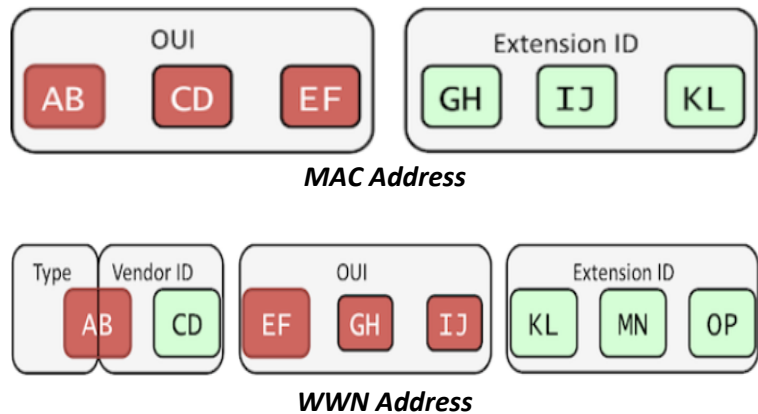 OUI Extension ID
AB CD EF GH IJ KL
MAC Address
Type Vendor ID OUI Extension ID
AB CD EF GH IJ KL MN OP
WWN Address